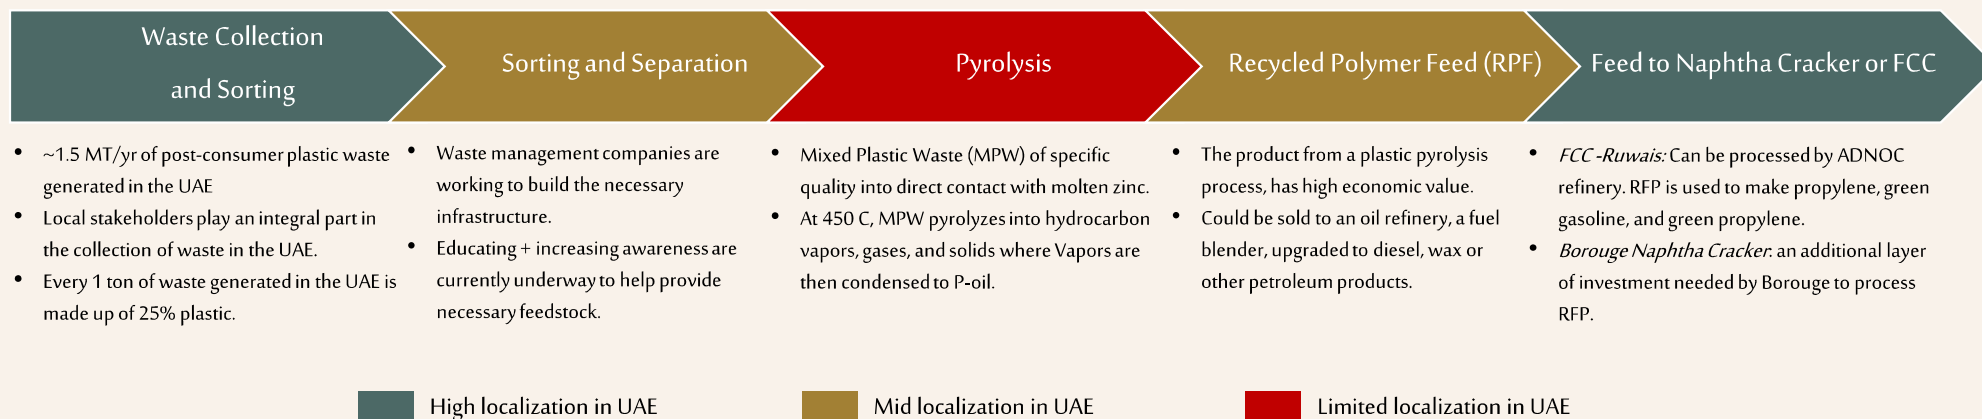 Waste Collection
and Sorting
Sorting and Separation
Pyrolysis
Recycled Polymer Feed (RPF)
Feed to Naphtha Cracker or FCC
• ~1.5 MT/yr of post-consumer plastic waste
generated in the UAE
• Local stakeholders play an integral part in
the collection of waste in the UAE.
• Every 1 ton of waste generated in the UAE is
made up of 25% plastic.
• Waste management companies are
working to build the necessary
infrastructure.
• Educating + increasing awareness are
currently underway to help provide
necessary feedstock.
• Mixed Plastic Waste (MPW) of specific
quality into direct contact with molten zinc.
• At 450 C, MPW pyrolyzes into hydrocarbon
vapors, gases, and solids where Vapors are
then condensed to P-oil.
• The product from a plastic pyrolysis
process, has high economic value.
• Could be sold to an oil refinery, a fuel
blender, upgraded to diesel, wax or
other petroleum products.
• FCC -Ruwais: Can be processed by ADNOC
refinery. RFP is used to make propylene, green
gasoline, and green propylene.
• Borouge Naphtha Cracker: an additional layer
of investment needed by Borouge to process
RFP.
High localization in UAE
Mid localization in UAE
Limited localization in UAE